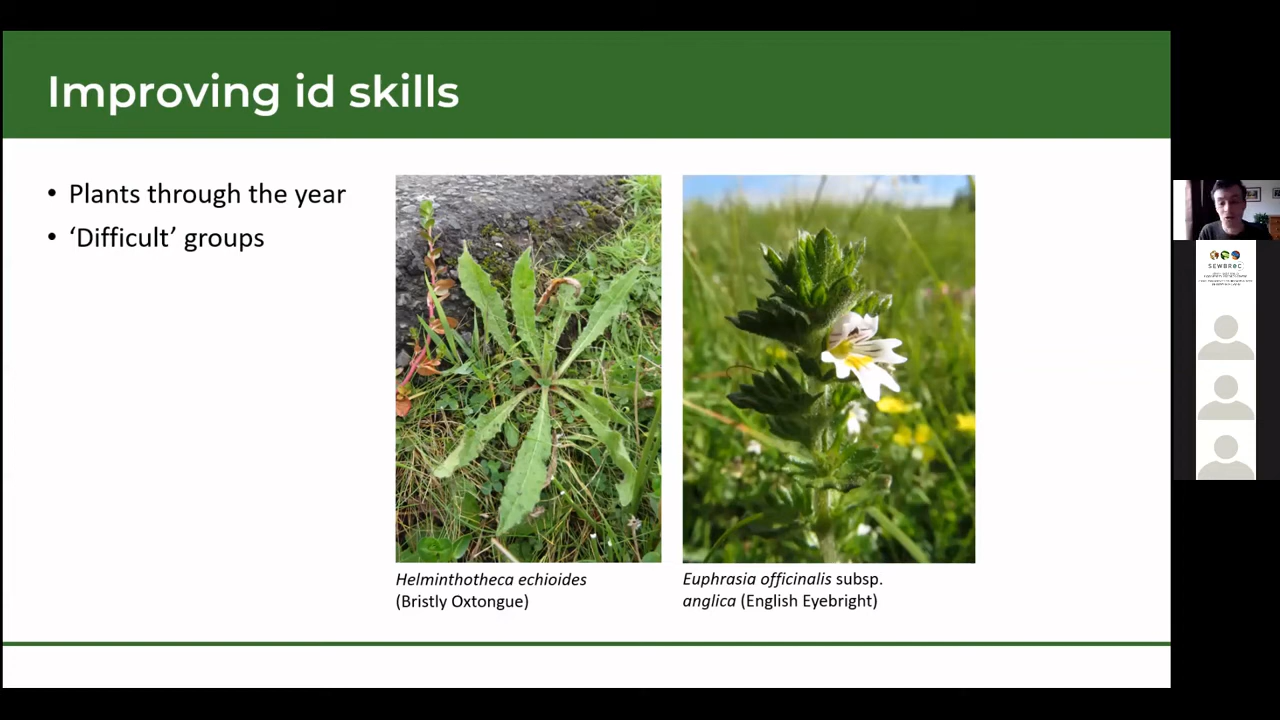 Improving id skills
• Plants through the year
• ‘Difficult’ groups
Helminthotheca echioides
(Bristly Oxtongue)
Euphrasia officinalis subsp.
anglica (English Eyebright)
SEWBReC